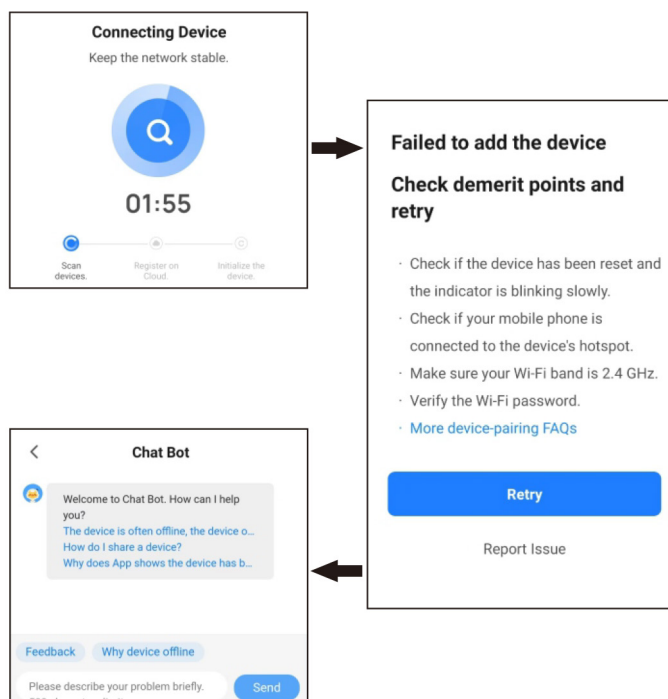 Connecting Device
Keep the network stable.
01:55
Scan
devices.
Register on
Cloud.
Initialize the
device.
Failed to add the device
Check demerit points and
retry
· Check if the device has been reset and
the indicator is blinking slowly.
· Check if your mobile phone is
connected to the device's hotspot.
· Make sure your Wi-Fi band is 2.4 GHz.
· Verify the Wi-Fi password.
· More device-pairing FAQs
Retry
Report Issue
Chat Bot
Welcome to Chat Bot. How can I help
you?
The device is often offline, the device o...
How do I share a device?
Why does App shows the device has b...
Feedback
Why device offline
Please describe your problem briefly.
Send